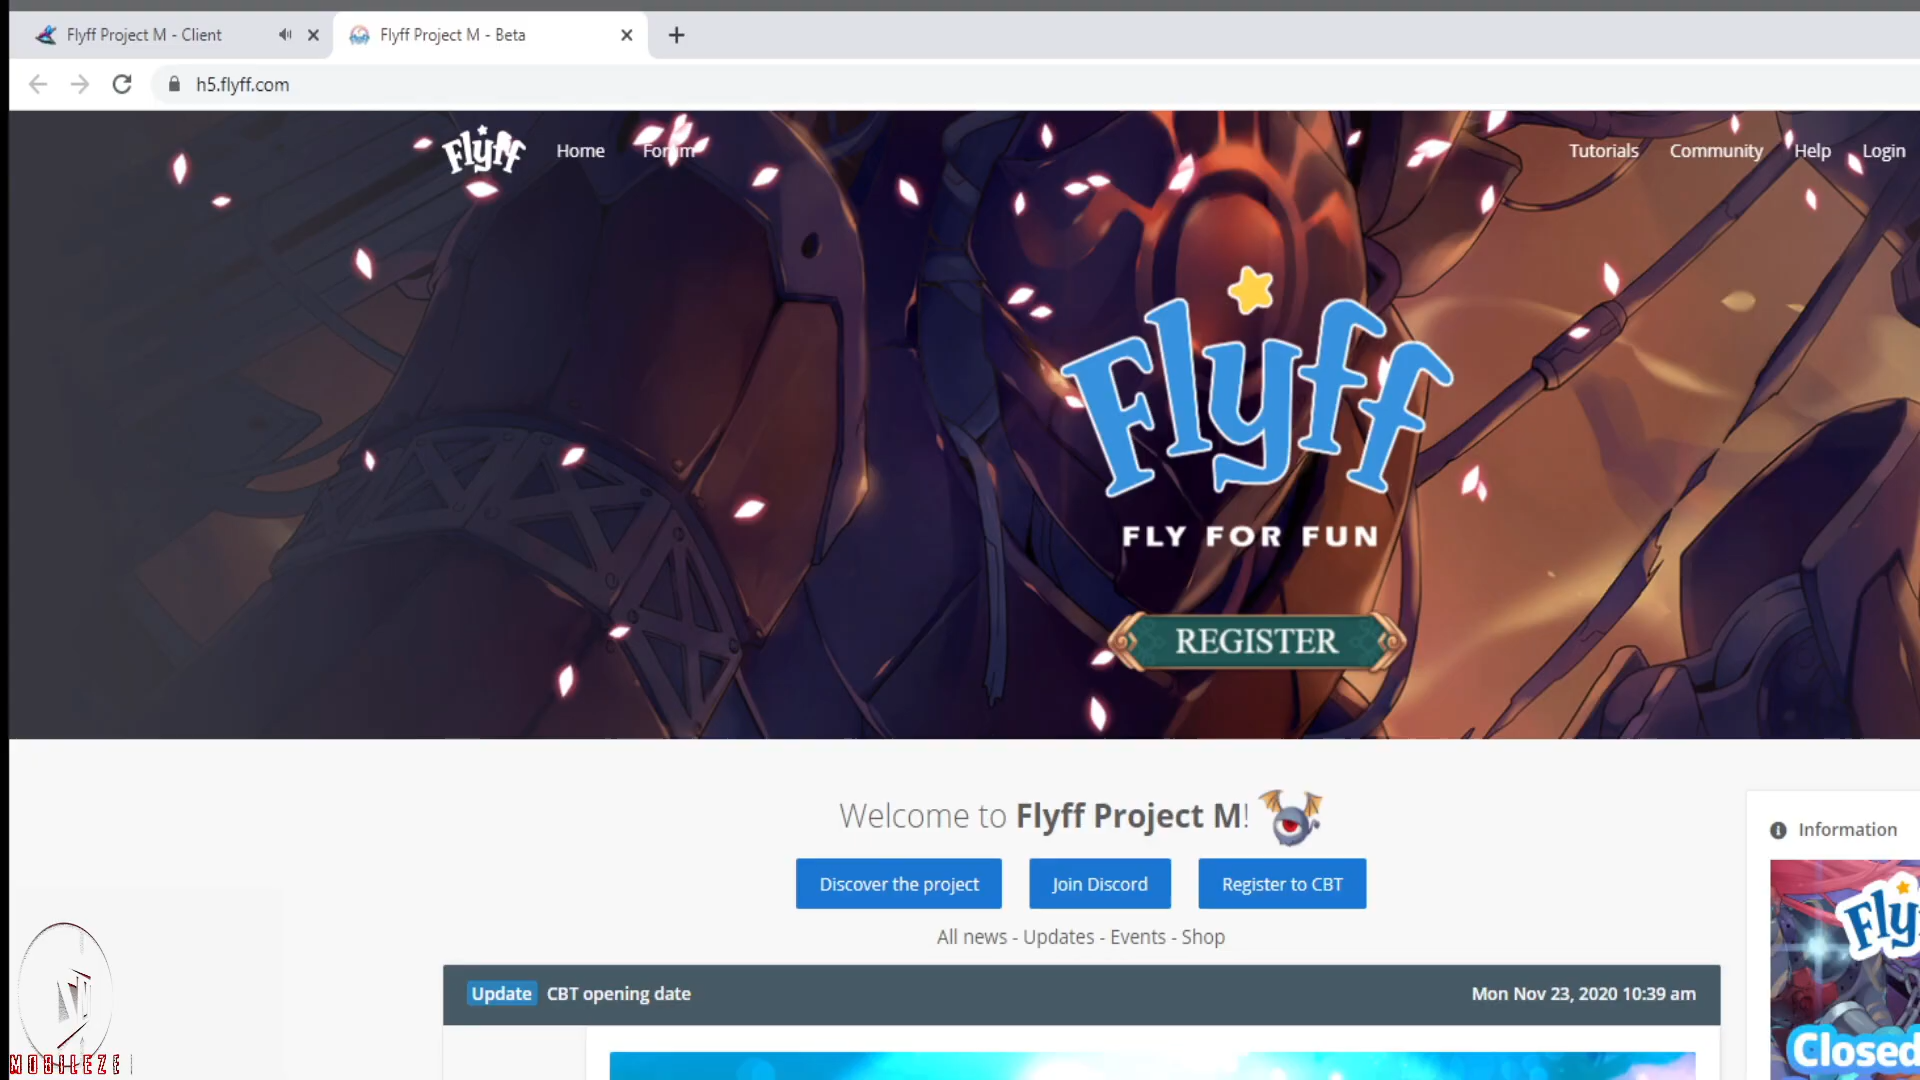 Flyff Project M - Client
Flyff Project M - Beta
h5.flyff.com
Flyff
Home
Forum
Tutorials
Community
Help
Login
Flyff
FLY FOR FUN
REGISTER
Welcome to Flyff Project M!
Discover the project
Join Discord
Register to CBT
All news - Updates - Events - Shop
Information
Update CBT opening date
Mon Nov 23, 2020 10:39 am
Fly
Closed
MOBILEZE